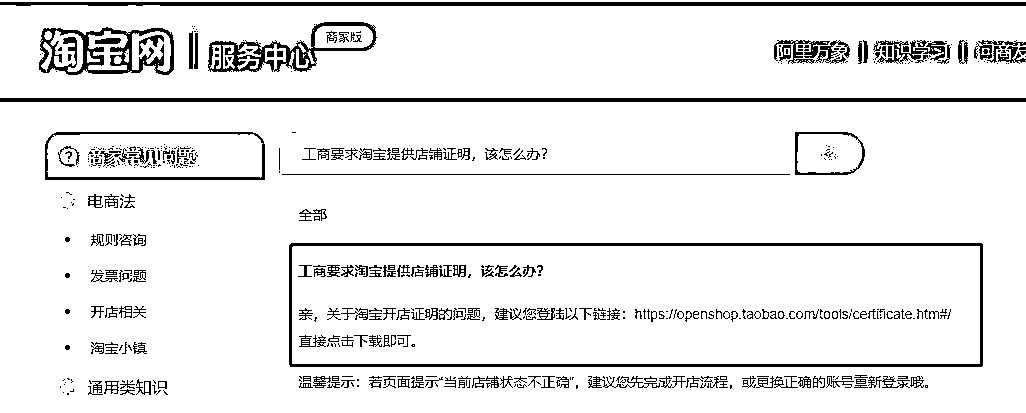 淘宝网 服务中心 商家版
阿里万象 知识学习 问商友
商家常见问题
工商要求淘宝提供店铺证明，该怎么办？
电商法
全部
规则咨询
工商要求淘宝提供店铺证明，该怎么办？
发票问题
亲，关于淘宝开店证明的问题，建议您登陆以下链接：https://openshop.taobao.com/tools/certificate.htm#/
开店相关
直接点击下载即可。
淘宝小镇
温馨提示：若页面提示“当前店铺状态不正确”，建议您先完成开店流程，或更换正确的账号重新登录哦。
通用类知识